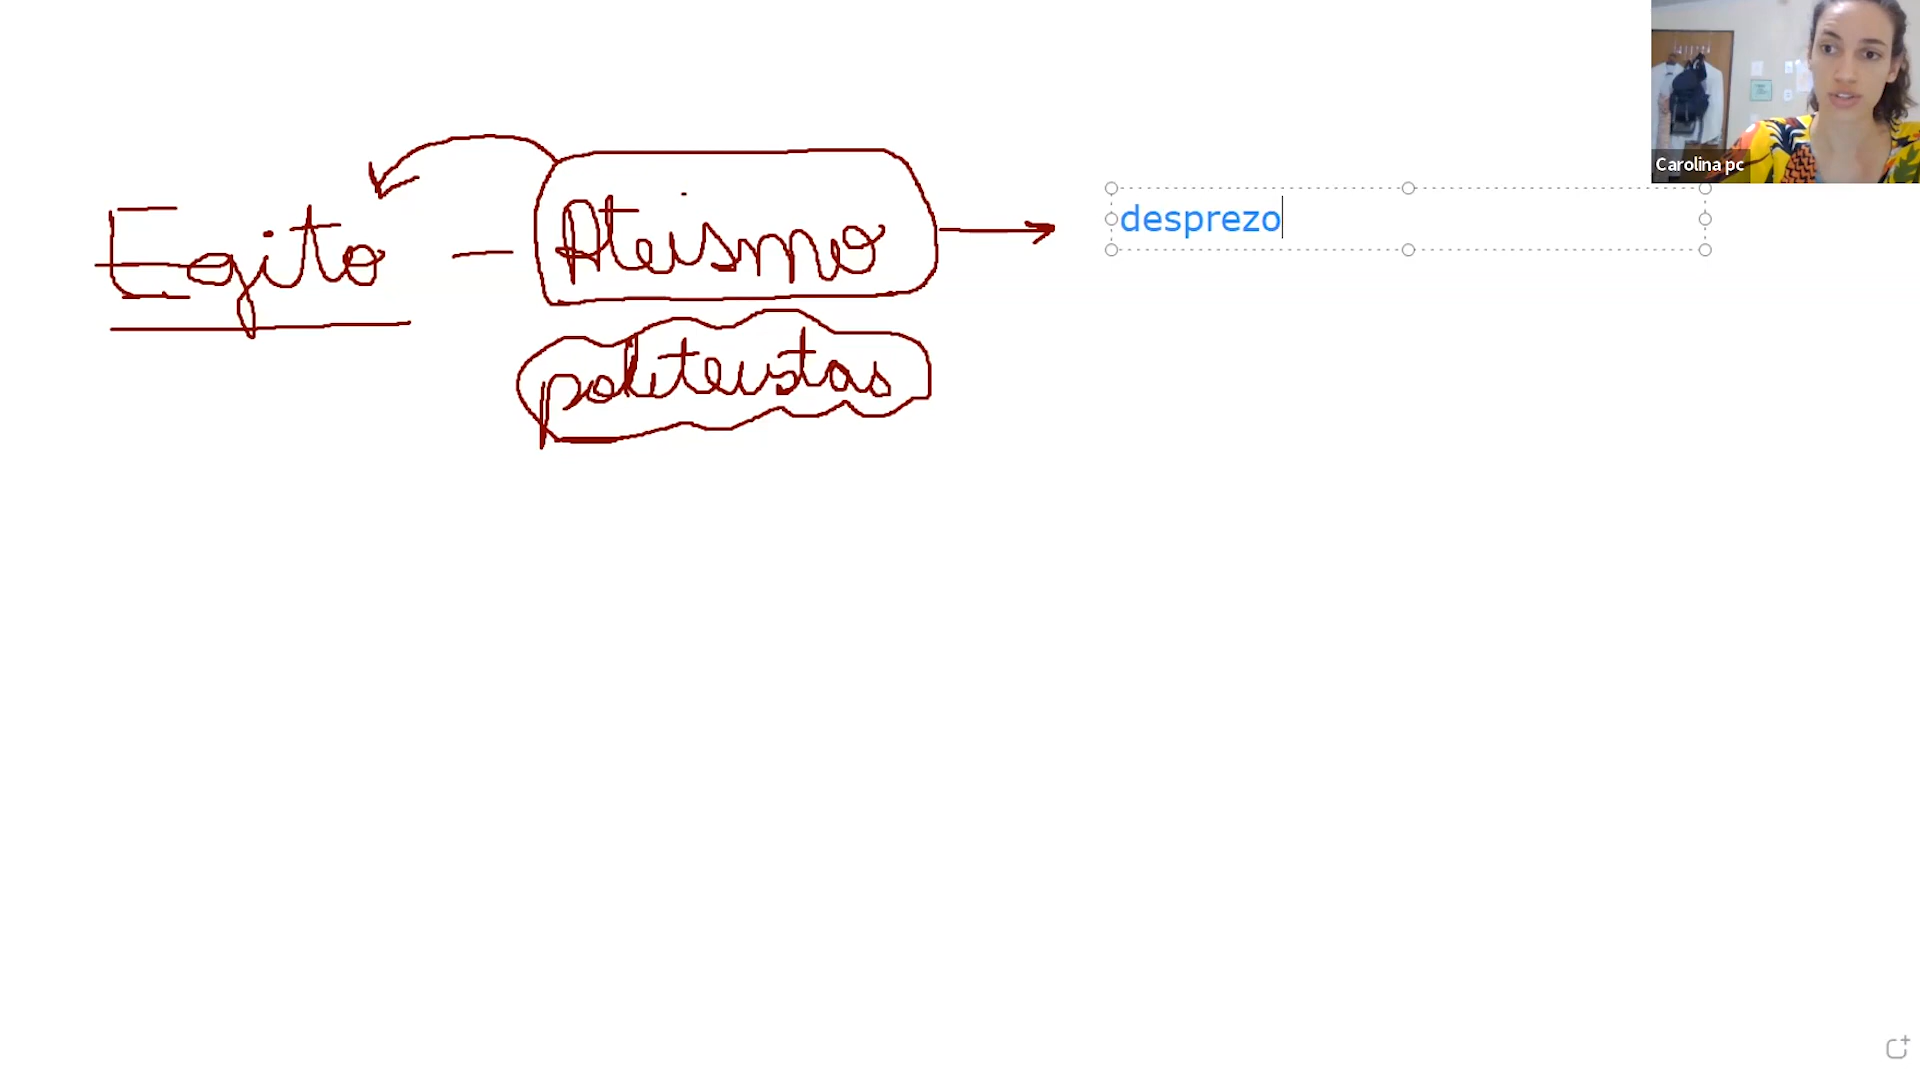 Carolina pc
Egito — Ateismo
desprezo
politeistas